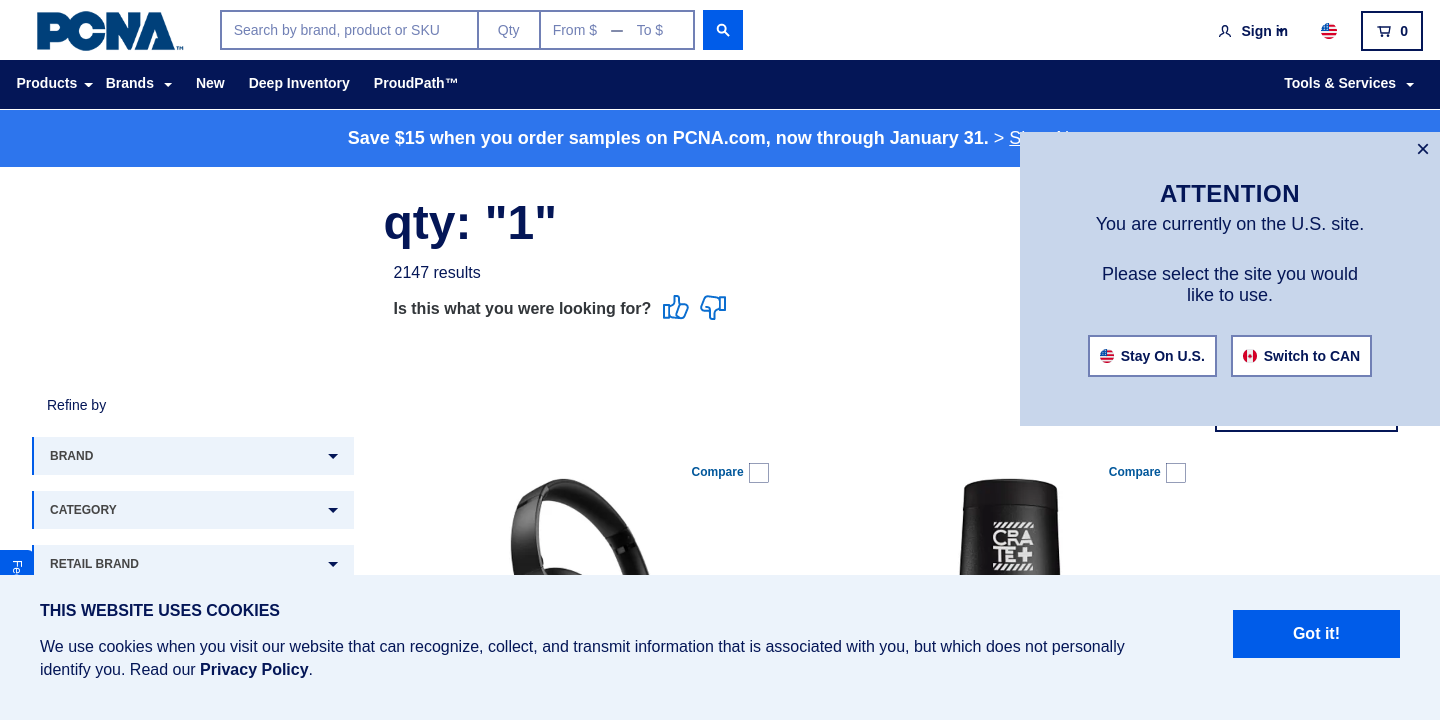 PCNA™
Search by brand, product or SKU
Qty
From $ — To $
Sign in
0
Products
Brands
New
Deep Inventory
ProudPath™
Tools & Services
Save $15 when you order samples on PCNA.com, now through January 31. >
×
ATTENTION
You are currently on the U.S. site.
Please select the site you would
like to use.
Stay On U.S.
Switch to CAN
qty: "1"
2147 results
Is this what you were looking for?
Refine by
BRAND
CATEGORY
RETAIL BRAND
Compare
Compare
CRATE+
THIS WEBSITE USES COOKIES
We use cookies when you visit our website that can recognize, collect, and transmit information that is associated with you, but which does not personally
identify you. Read our Privacy Policy.
Got it!